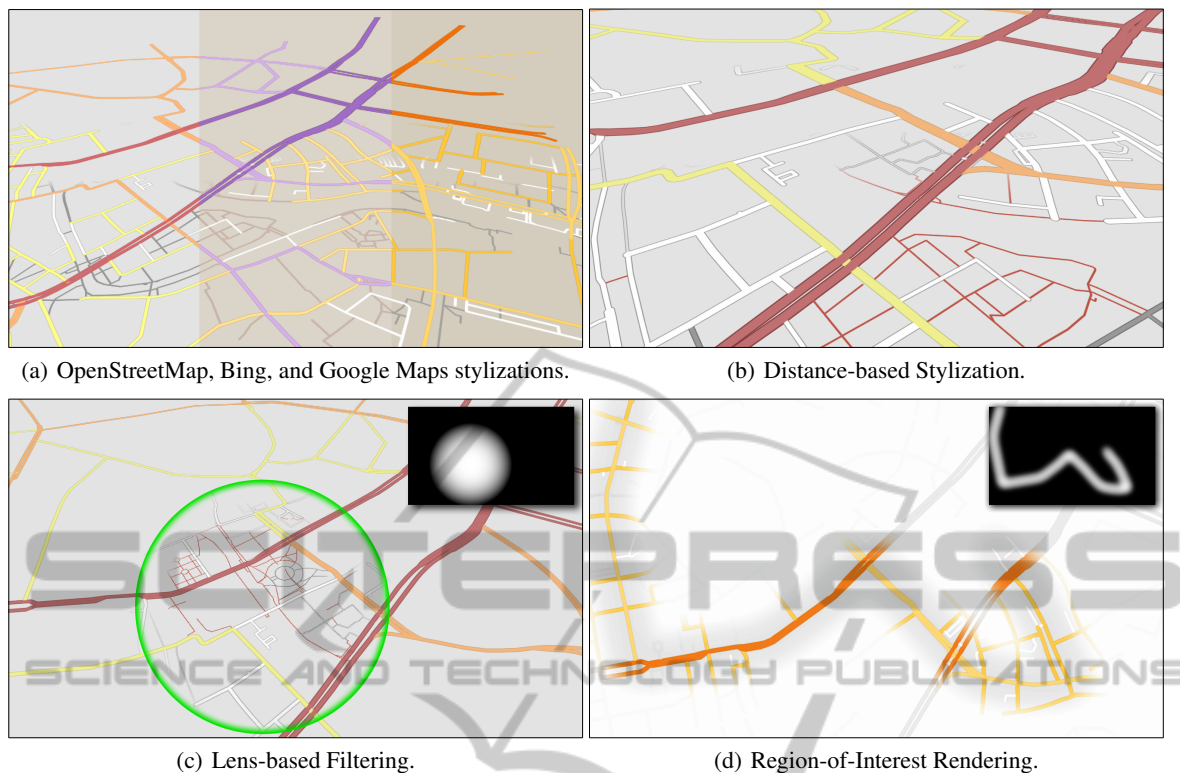 (a) OpenStreetMap, Bing, and Google Maps stylizations.
(b) Distance-based Stylization.
SCITEPRESS
SCIENCE AND TECHNOLOGY PUBLICATIONS
(c) Lens-based Filtering.
(d) Region-of-Interest Rendering.